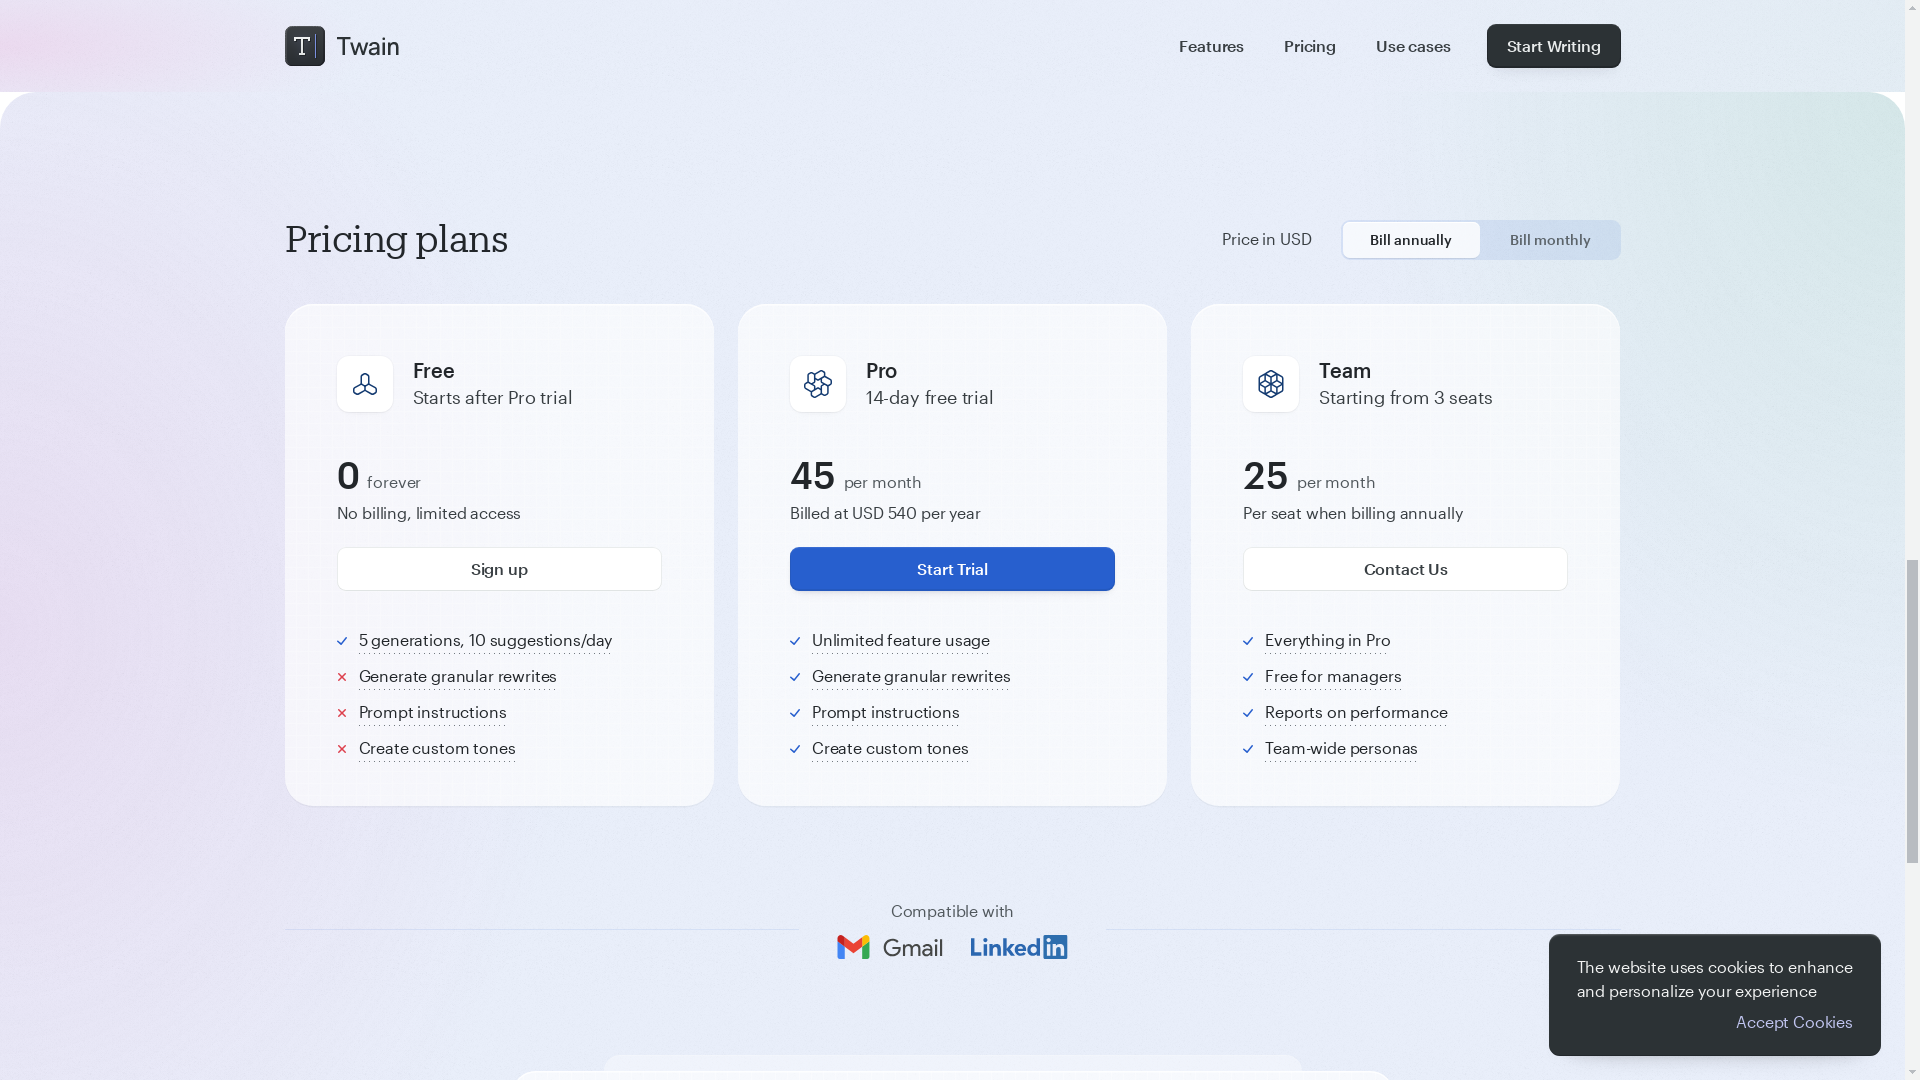 T Twain
Features
Pricing
Use cases
Start Writing
Pricing plans
Price in USD
Bill annually
Bill monthly
Free
Starts after Pro trial
0 forever
No billing, limited access
Sign up
5 generations, 10 suggestions/day
Generate granular rewrites
Prompt instructions
Create custom tones
Pro
14-day free trial
45 per month
Billed at USD 540 per year
Start Trial
Unlimited feature usage
Generate granular rewrites
Prompt instructions
Create custom tones
Team
Starting from 3 seats
25 per month
Per seat when billing annually
Contact Us
Everything in Pro
Free for managers
Reports on performance
Team-wide personas
Compatible with
Gmail
Linked in
The website uses cookies to enhance
and personalize your experience
Accept Cookies